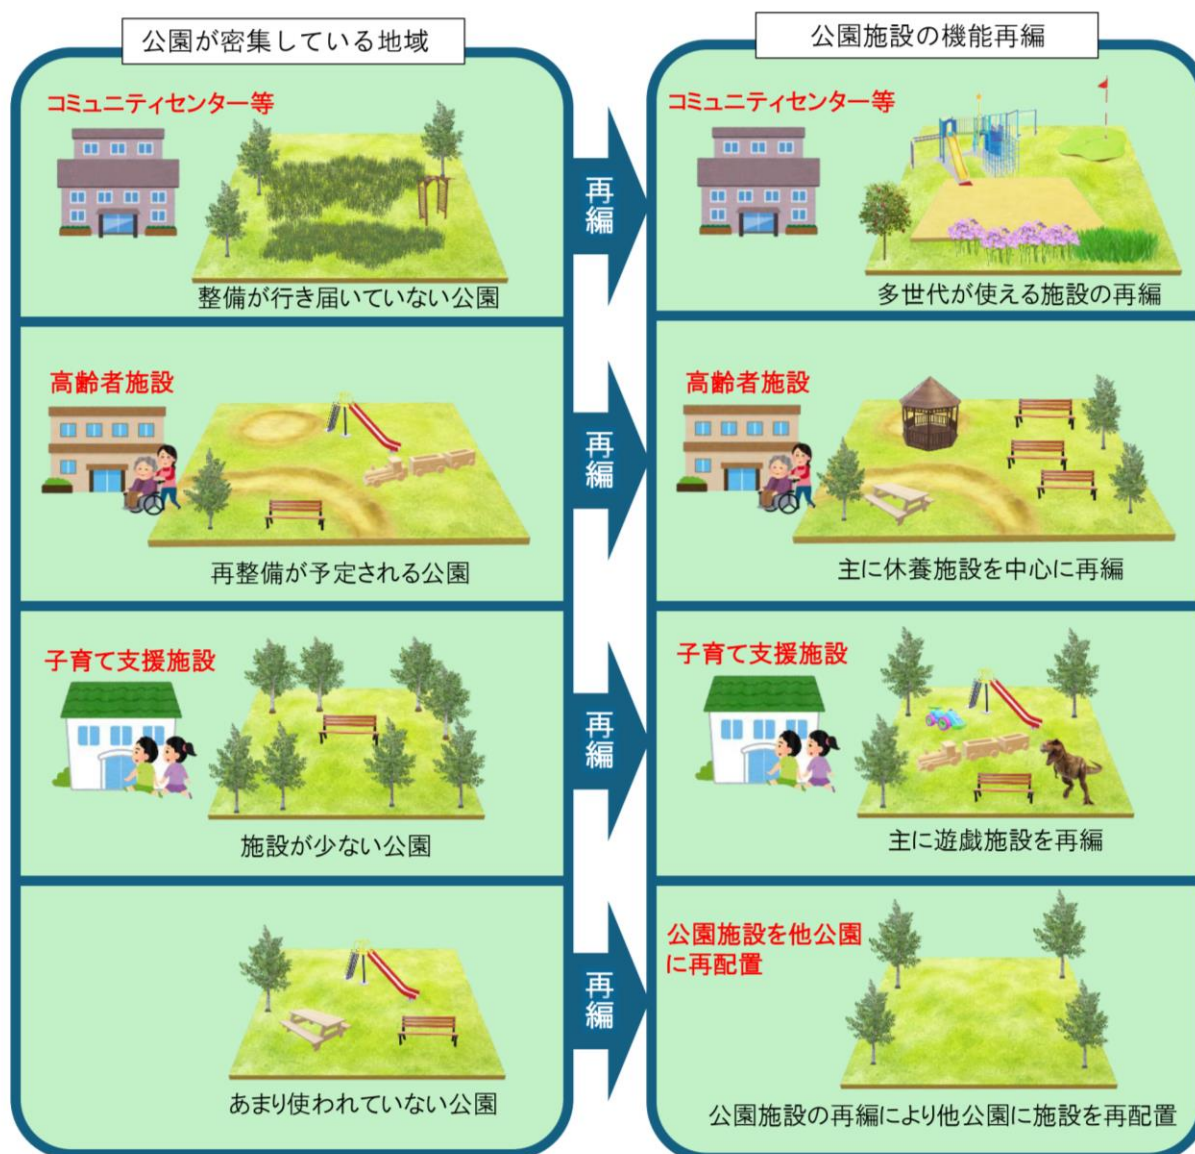 公園が密集している地域
公園施設の機能再編
コミュニティセンター等
整備が行き届いていない公園
再編
コミュニティセンター等
多世代が使える施設の再編
高齢者施設
再整備が予定される公園
再編
高齢者施設
主に休養施設を中心に再編
子育て支援施設
施設が少ない公園
再編
子育て支援施設
主に遊戯施設を再編
あまり使われていない公園
再編
公園施設を他公園
に再配置
公園施設の再編により他公園に施設を再配置